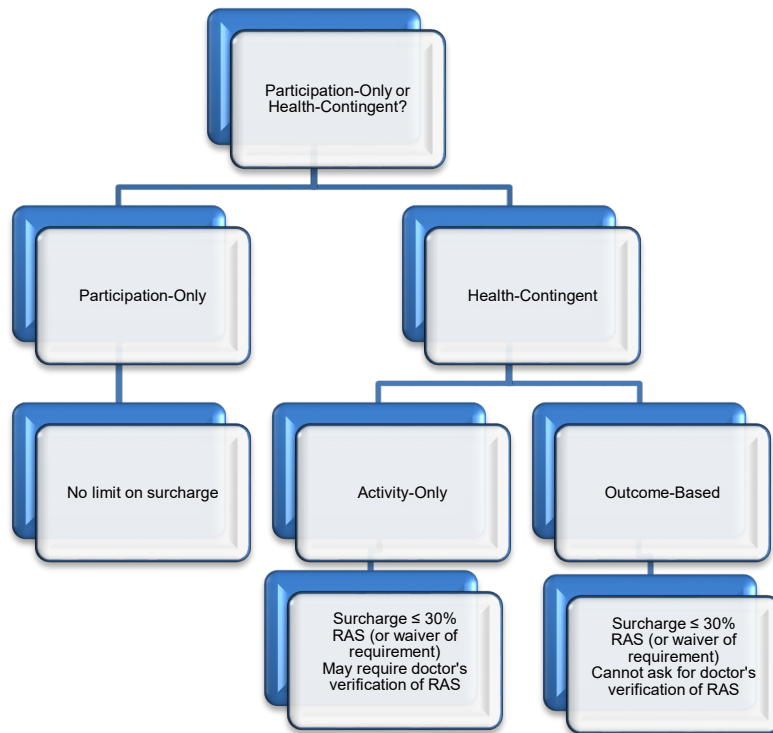 Participation-Only or
Health-Contingent?
Participation-Only
Health-Contingent
No limit on surcharge
Activity-Only
Outcome-Based
Surcharge ≤ 30%
RAS (or waiver of
requirement)
May require doctor's
verification of RAS
Surcharge ≤ 30%
RAS (or waiver of
requirement)
Cannot ask for doctor's
verification of RAS